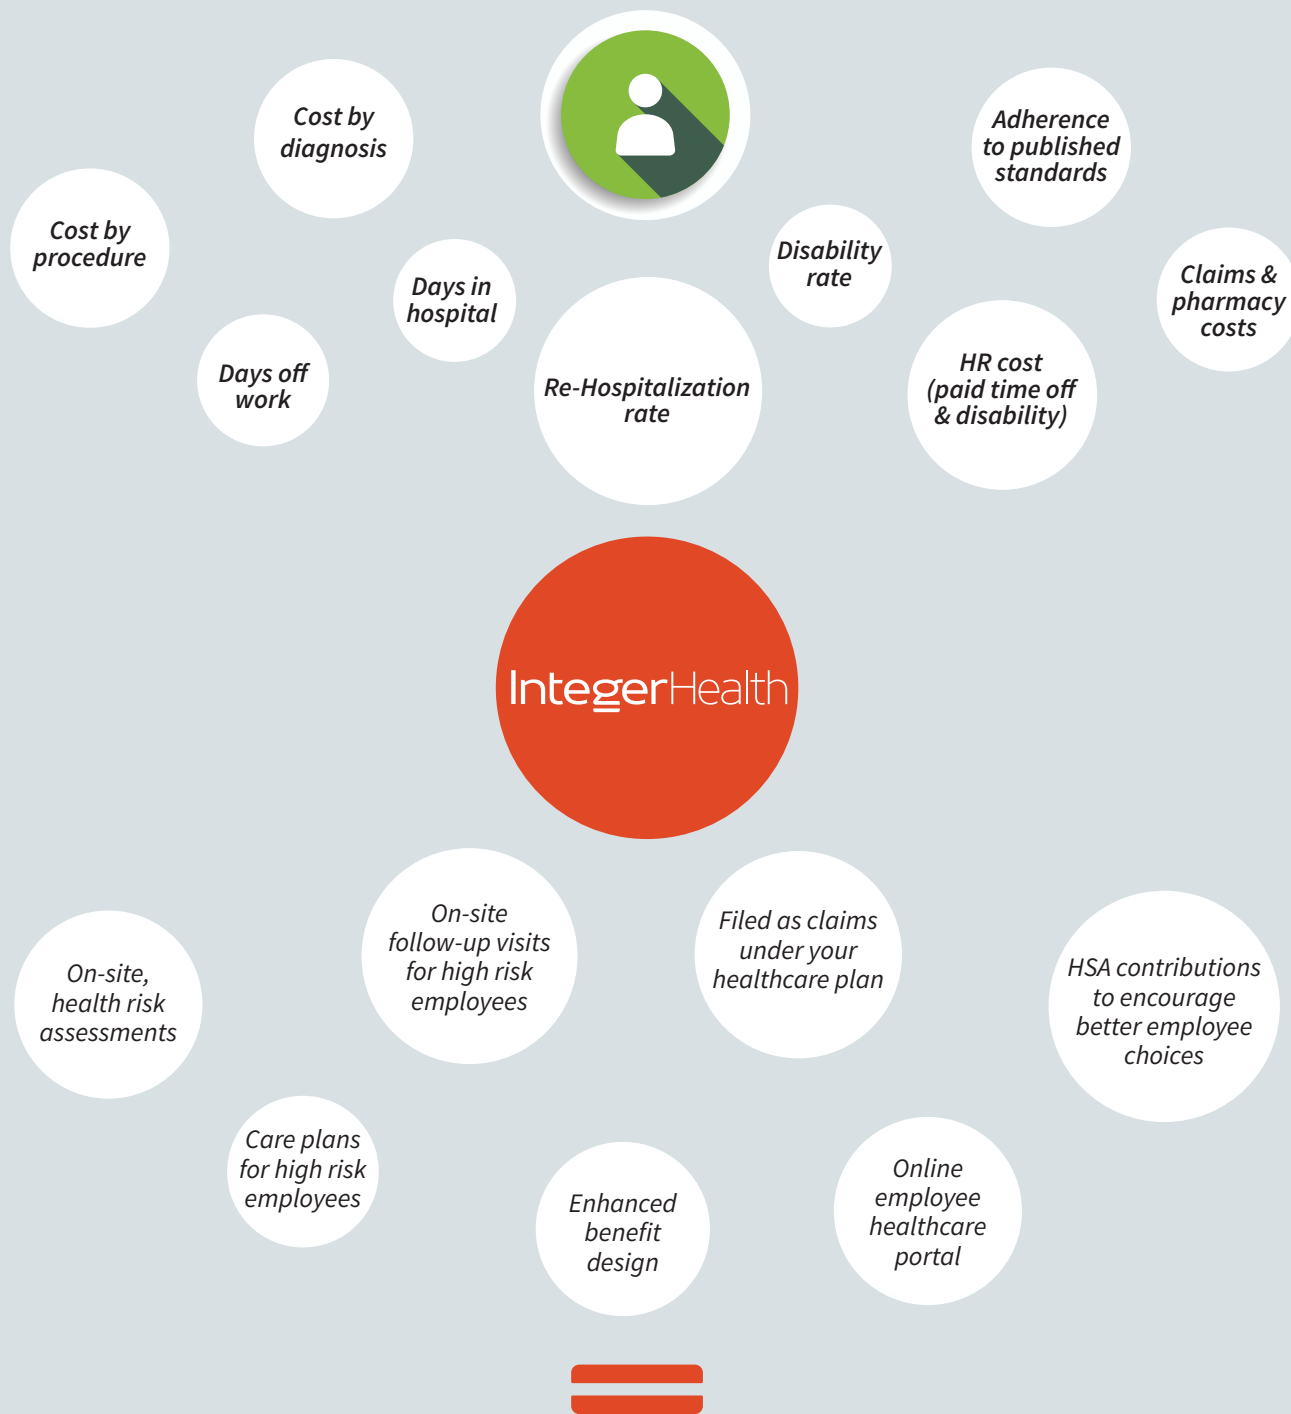 Cost by
diagnosis
Adherence
to published
standards
Cost by
procedure
Disability
rate
Days in
hospital
Claims &
pharmacy
costs
Days off
work
Re-Hospitalization
rate
HR cost
(paid time off
& disability)
IntegerHealth
On-site
follow-up visits
for high risk
employees
Filed as claims
under your
healthcare plan
On-site,
health risk
assessments
HSA contributions
to encourage
better employee
choices
Care plans
for high risk
employees
Enhanced
benefit
design
Online
employee
healthcare
portal